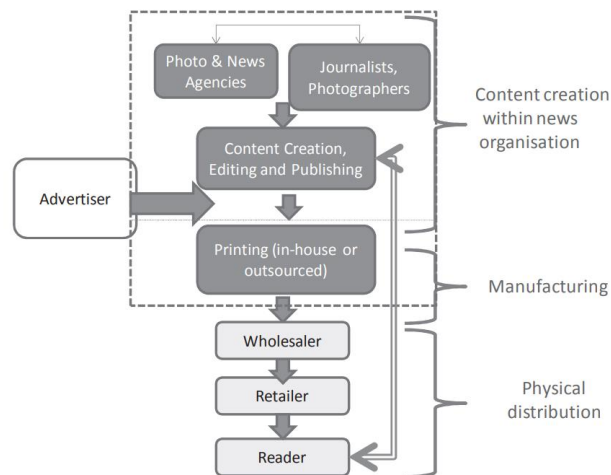 Photo & News
Agencies
Journalists,
Photographers
Content creation
within news
organisation
Content Creation,
Editing and Publishing
Advertiser
Printing (in-house or
outsourced)
Manufacturing
Wholesaler
Retailer
Physical
distribution
Reader